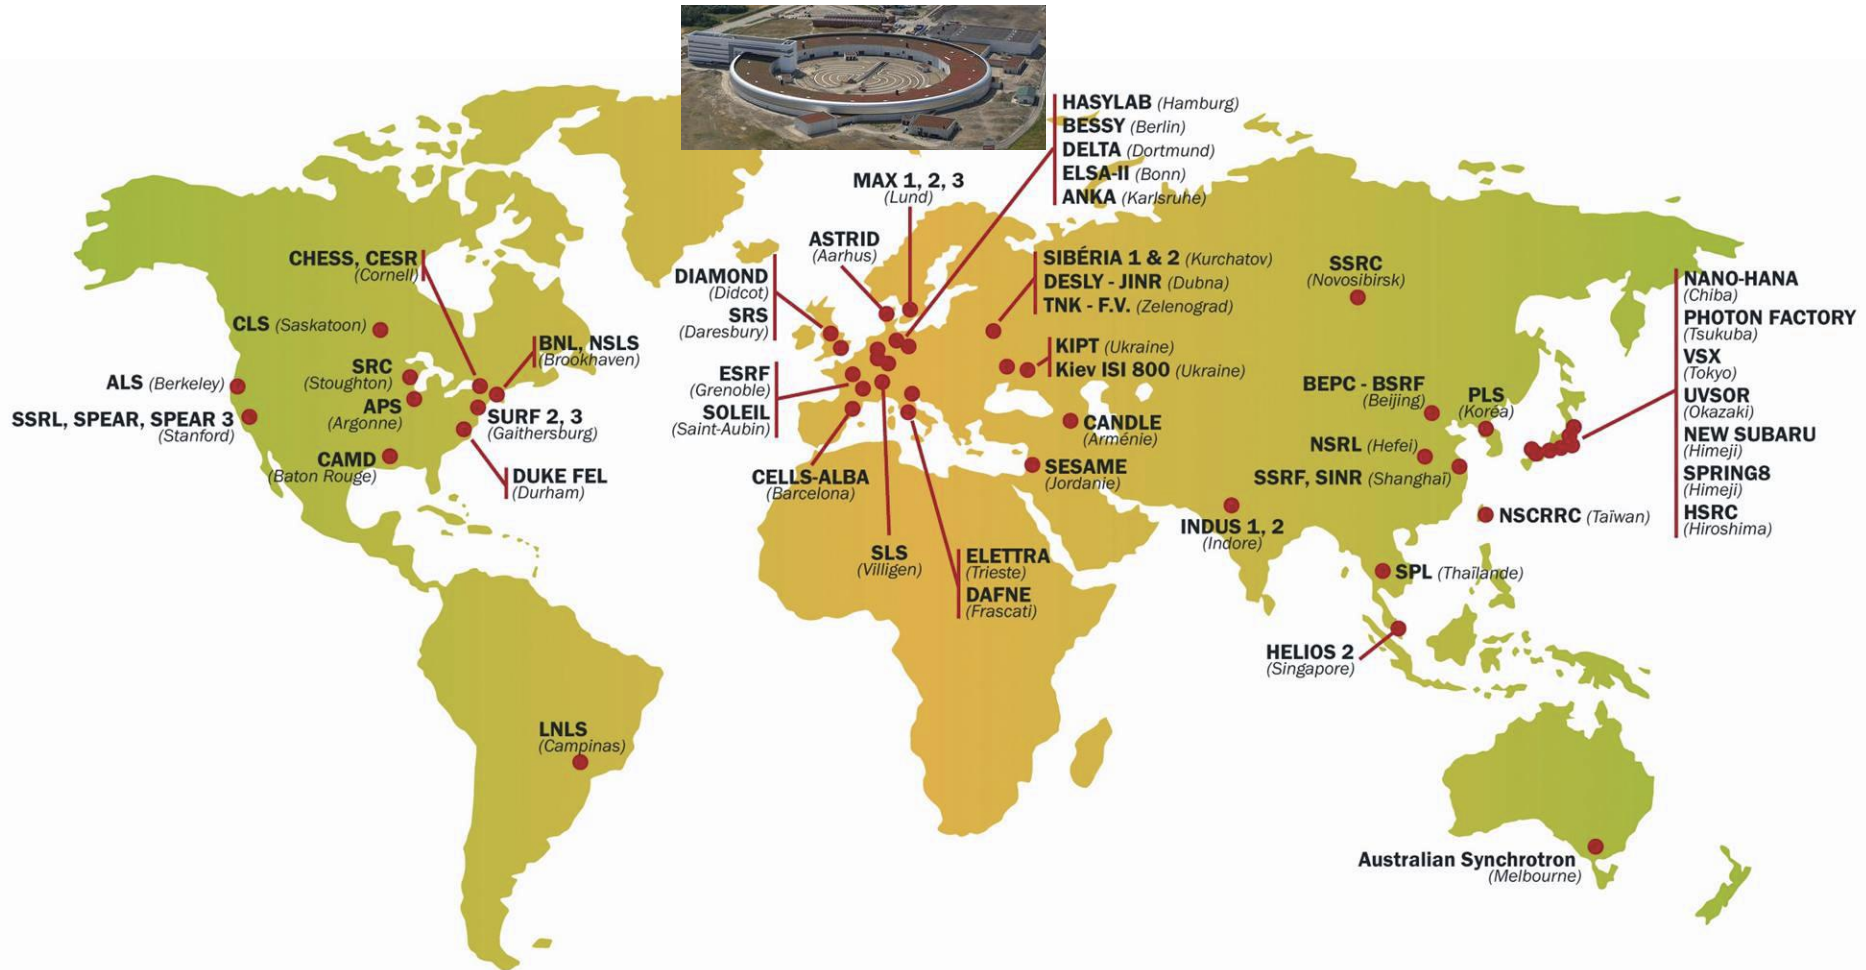 HASYLAB (Hamburg)
BESSY (Berlin)
DELTA (Dortmund)
ELSA-II (Bonn)
ANKA (Karlsruhe)
MAX 1, 2, 3
(Lund)
ASTRID
(Aarhus)
CHESS, CESR
(Cornell)
DIAMOND
(Didcot)
SRS
(Daresbury)
SIBÉRIA 1 & 2 (Kurchatov)
DESLY - JINR (Dubna)
TNK - F.V. (Zelenograd)
SSRC
(Novosibirsk)
NANO-HANA
(Chiba)
PHOTON FACTORY
(Tsukuba)
VSX
(Tokyo)
UVSOR
(Okazaki)
NEW SUBARU
(Himeji)
SPRING8
(Himeji)
HSRC
(Hiroshima)
CLS (Saskatoon)
BNL, NSLS
(Brookhaven)
SRC
(Stoughton)
ALS (Berkeley)
APS
(Argonne)
SSRL, SPEAR, SPEAR 3
(Stanford)
SURF 2, 3
(Gaithersburg)
CAMD
(Baton Rouge)
DUKE FEL
(Durham)
ESRF
(Grenoble)
SOLEIL
(Saint-Aubin)
KIPT (Ukraine)
Kiev ISI 800 (Ukraine)
BEPC - BSRF
(Beijing)
PLS
(Koréa)
CANDLE
(Arménie)
NSRL (Hefei)
SESAME
(Jordanie)
SSRF, SINR (Shanghaï)
CELLS-ALBA
(Barcelona)
INDUS 1, 2
(Indore)
NSCRRC (Taïwan)
SLS
(Villigen)
ELETTRA
(Trieste)
DAFNE
(Frascati)
SPL (Thaïlande)
HELIOS 2
(Singapore)
LNLS
(Campinas)
Australian Synchrotron
(Melbourne)